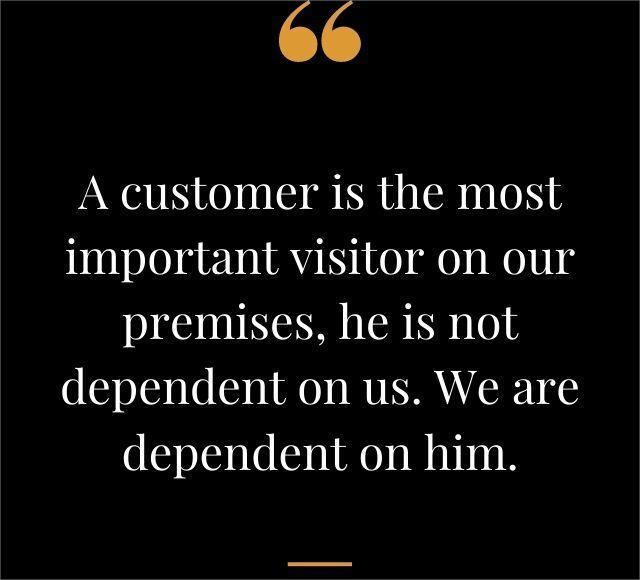 “
A customer is the most
important visitor on our
premises, he is not
dependent on us. We are
dependent on him.